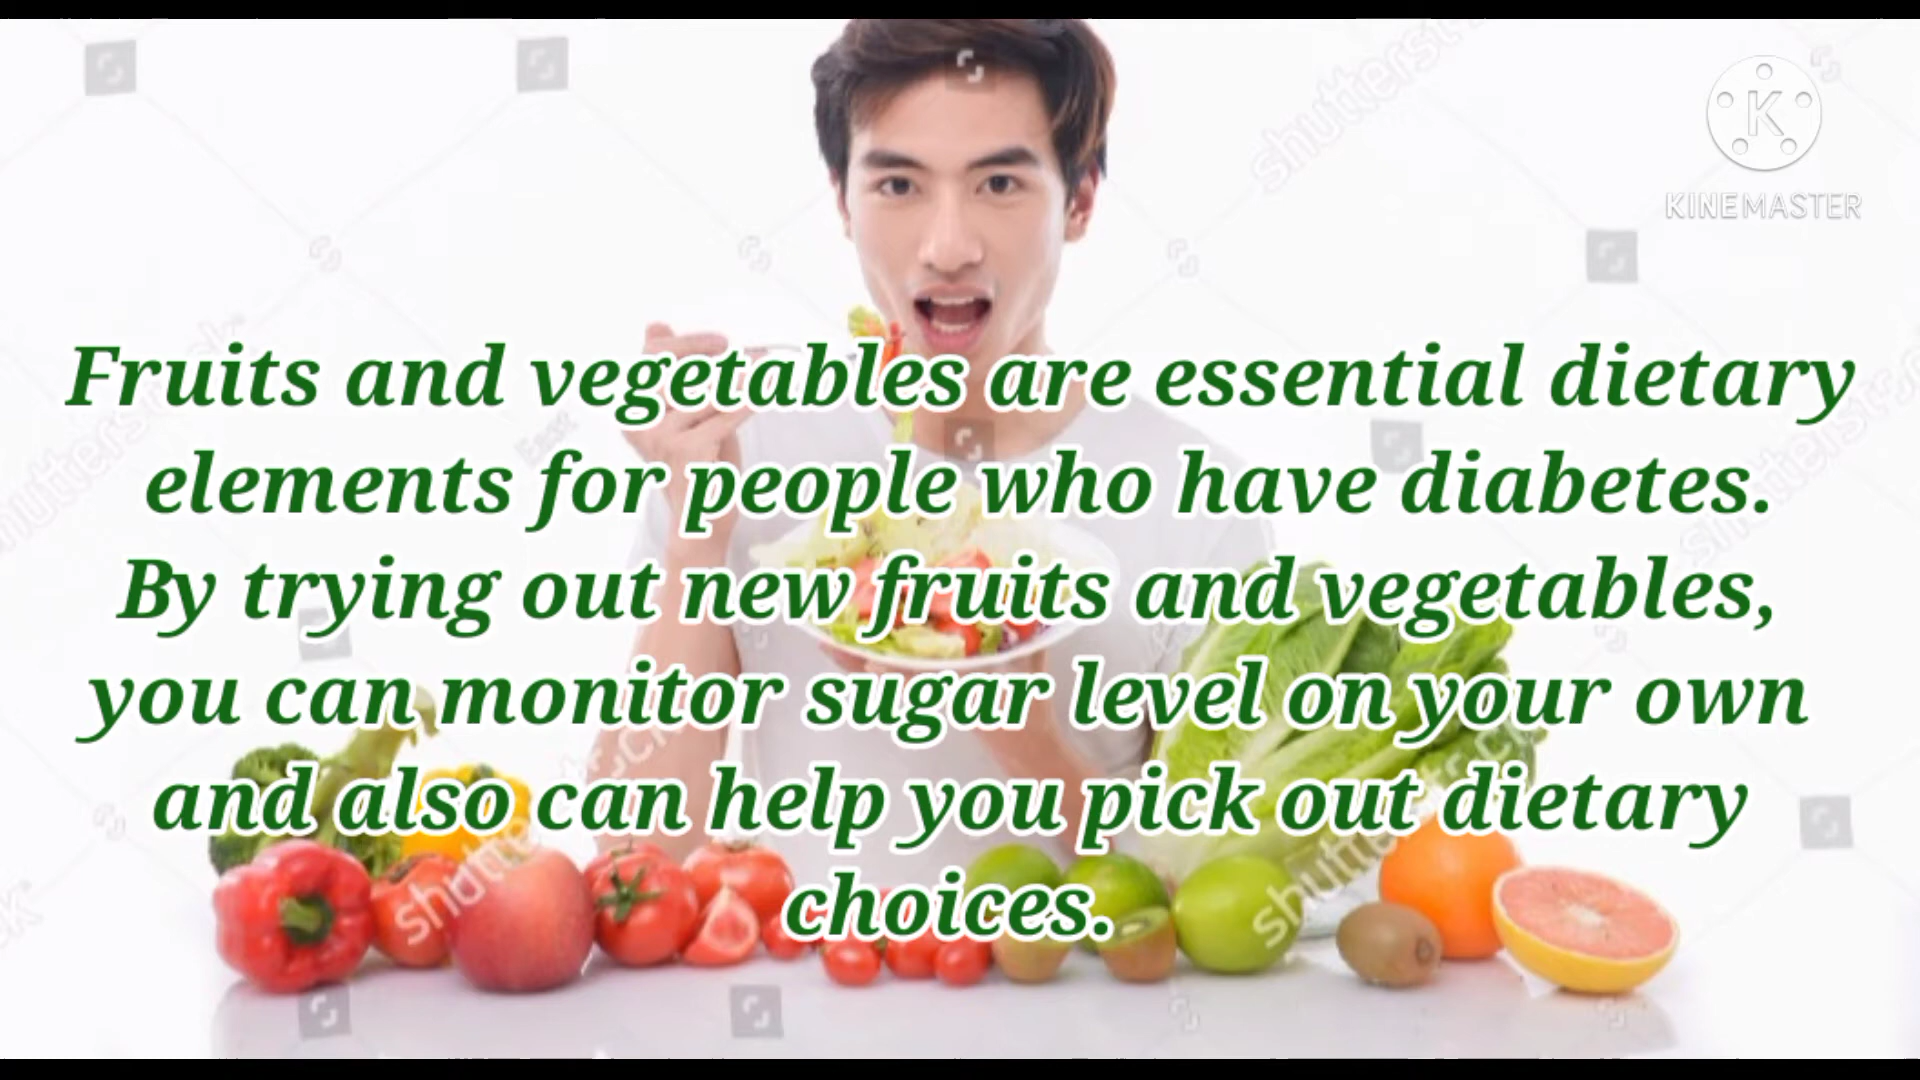 K
KINEMASTER
Fruits and vegetables are essential dietary
elements for people who have diabetes.
By trying out new fruits and vegetables,
you can monitor sugar level on your own
and also can help you pick out dietary
choices.
shutterstock